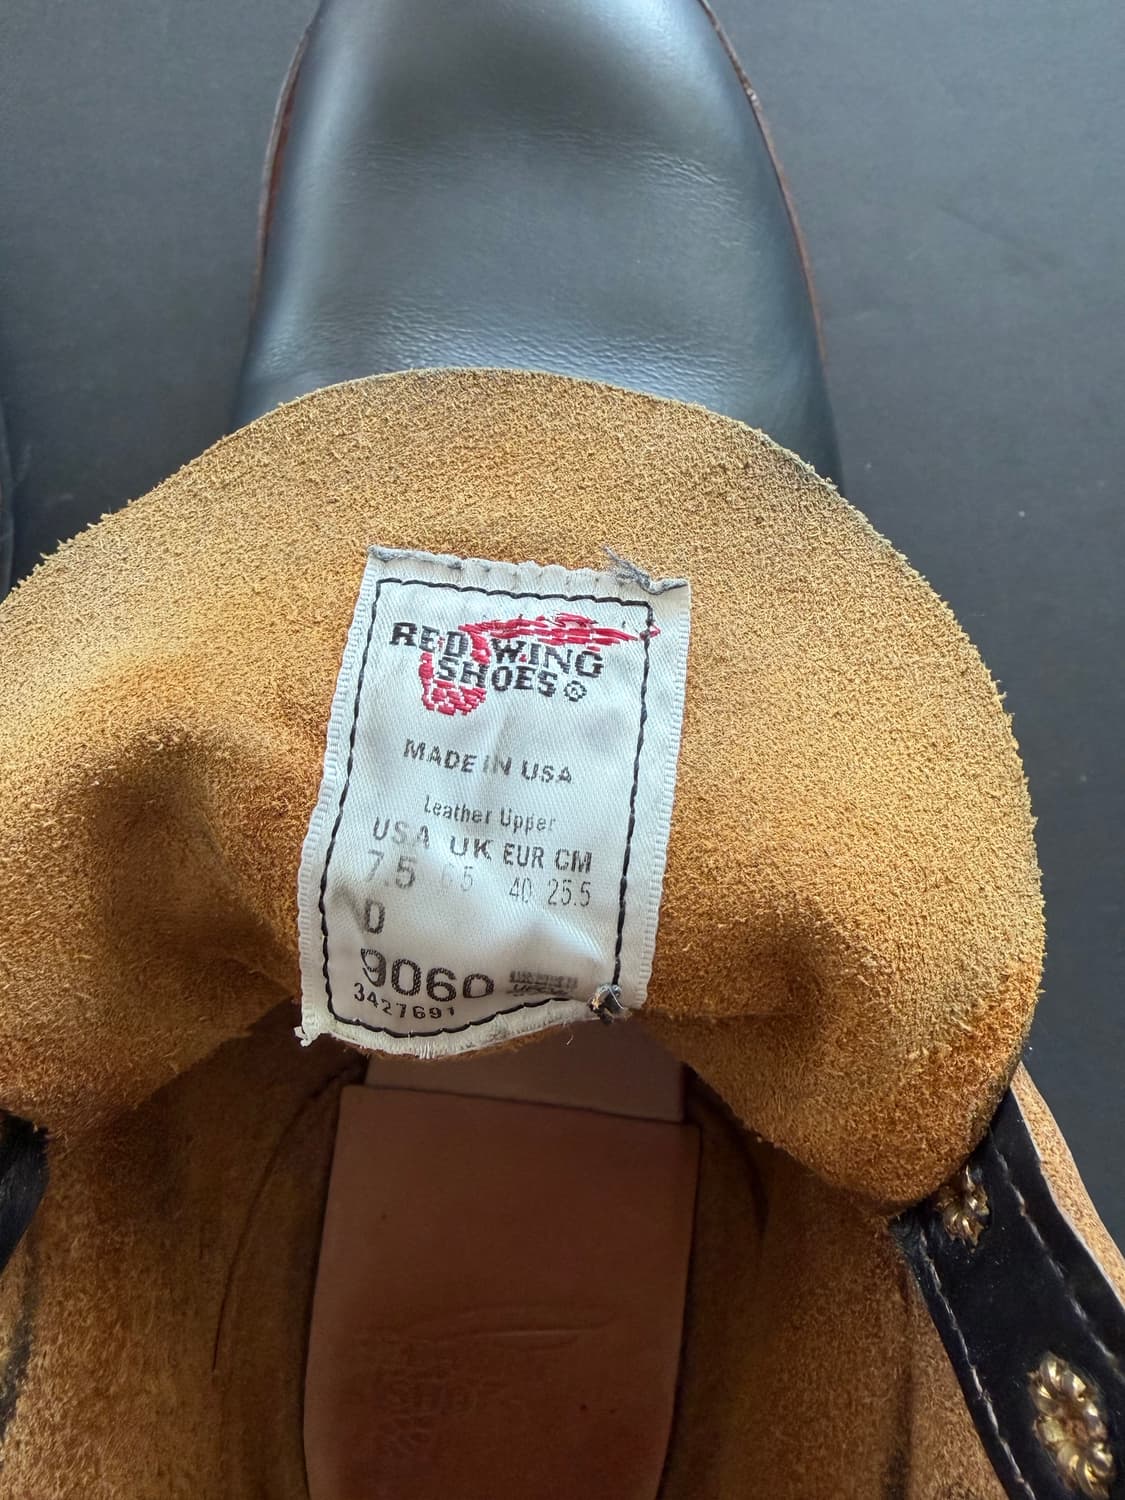 RED WING
SHOES®
MADE IN USA
Leather Upper
USA UK EUR CM
7.5 6.5 40 25.5
D
9060
3427691